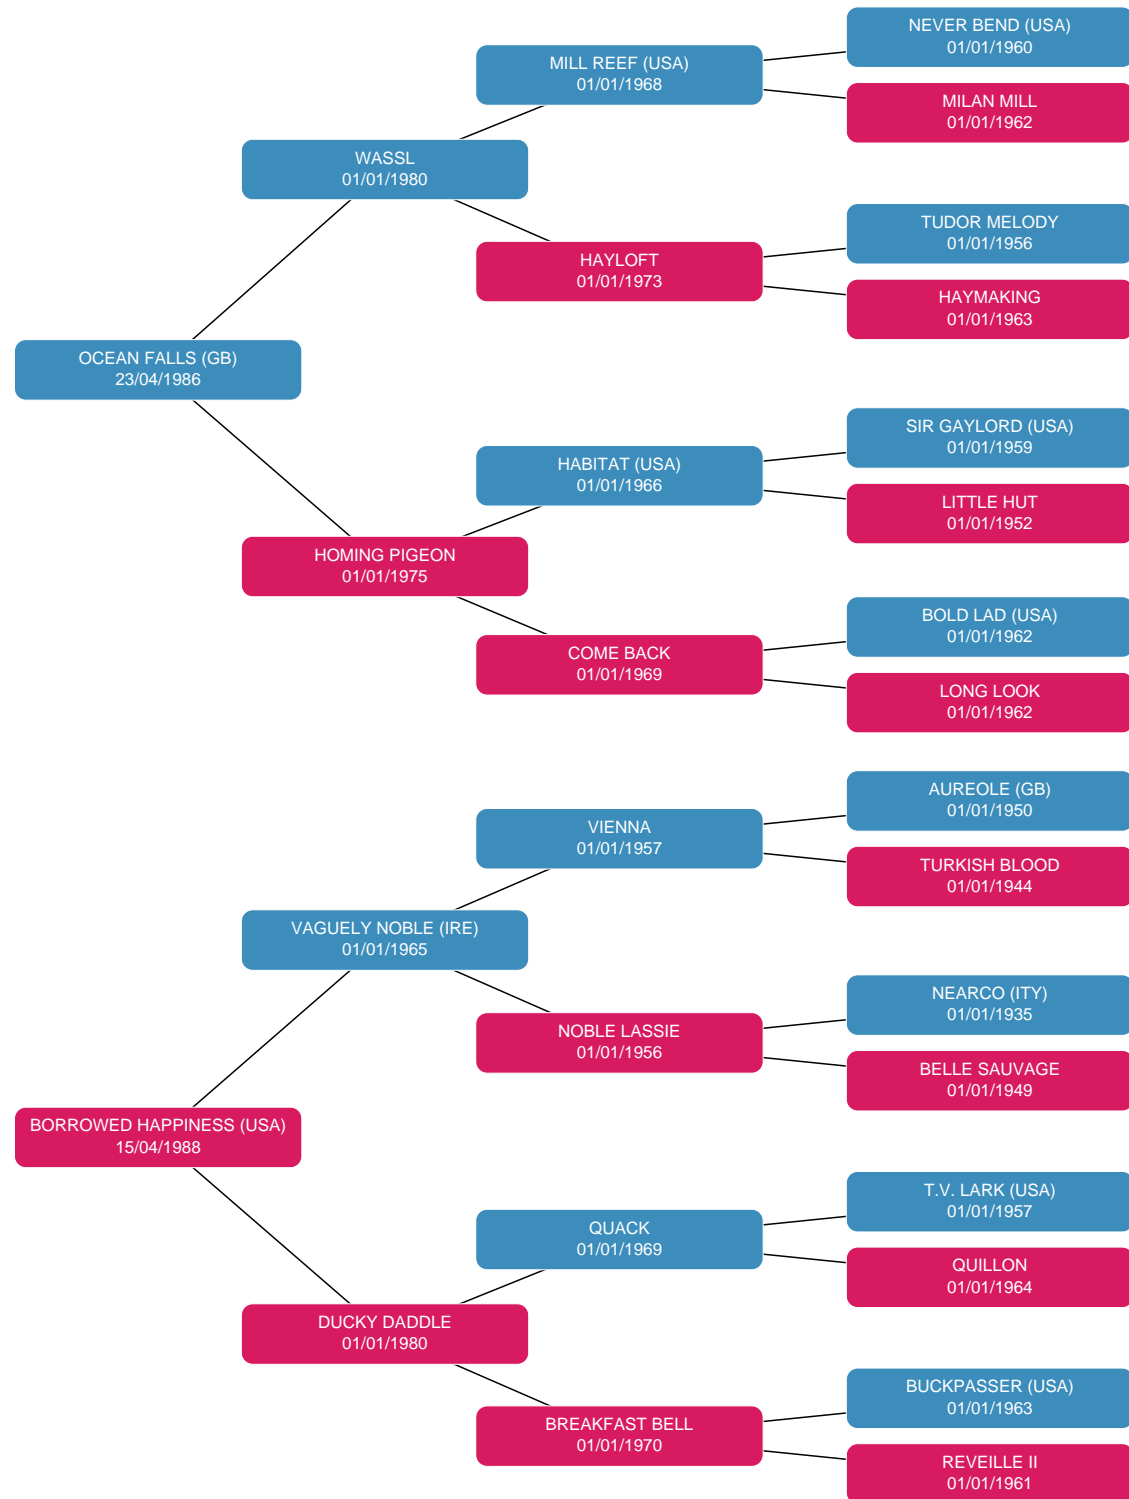 NEVER BEND (USA)
01/01/1960
MILL REEF (USA)
01/01/1968
MILAN MILL
01/01/1962
WASSL
01/01/1980
TUDOR MELODY
01/01/1956
HAYLOFT
01/01/1973
HAYMAKING
01/01/1963
OCEAN FALLS (GB)
23/04/1986
SIR GAYLORD (USA)
01/01/1959
HABITAT (USA)
01/01/1966
LITTLE HUT
01/01/1952
HOMING PIGEON
01/01/1975
BOLD LAD (USA)
01/01/1962
COME BACK
01/01/1969
LONG LOOK
01/01/1962
AUREOLE (GB)
01/01/1950
VIENNA
01/01/1957
TURKISH BLOOD
01/01/1944
VAGUELY NOBLE (IRE)
01/01/1965
NEARCO (ITY)
01/01/1935
NOBLE LASSIE
01/01/1956
BELLE SAUVAGE
01/01/1949
BORROWED HAPPINESS (USA)
15/04/1988
T.V. LARK (USA)
01/01/1957
QUACK
01/01/1969
QUILLON
01/01/1964
DUCKY DADDLE
01/01/1980
BUCKPASSER (USA)
01/01/1963
BREAKFAST BELL
01/01/1970
REVEILLE II
01/01/1961